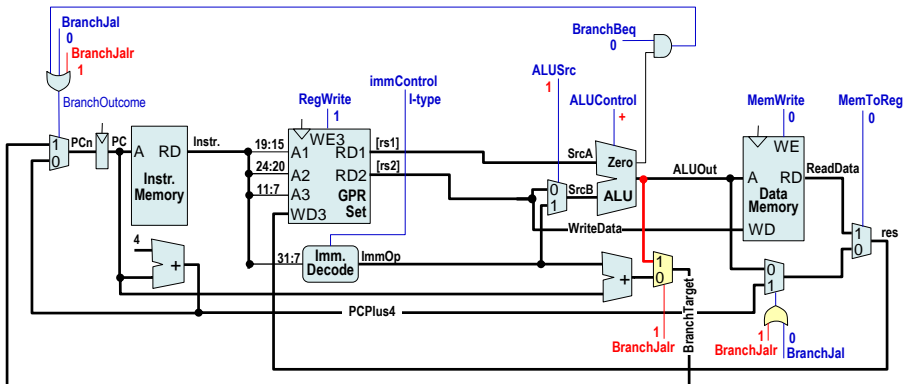 BranchJal
0
BranchJalr
1
BranchOutcome
BranchBeq
0
ALUSrc
1
ALUControl
+
immControl
I-type
RegWrite
1
MemWrite
0
MemToReg
0
1
0
PCn
PC
A RD
Instr.
Memory
Instr.
19:15
24:20
11:7
31:7
WE3
A1
A2
A3
WD3
RD1
RD2
GPR
Set
[rs1]
[rs2]
Imm.
Decode
ImmOp
0
1
SrcA
SrcB
Zero
ALU
ALUOut
WriteData
WE
A
RD
Data
Memory
WD
ReadData
1
0
res
4
+
+
1
0
0
1
PCPlus4
BranchTarget
1
BranchJalr
1
BranchJalr
0
BranchJal